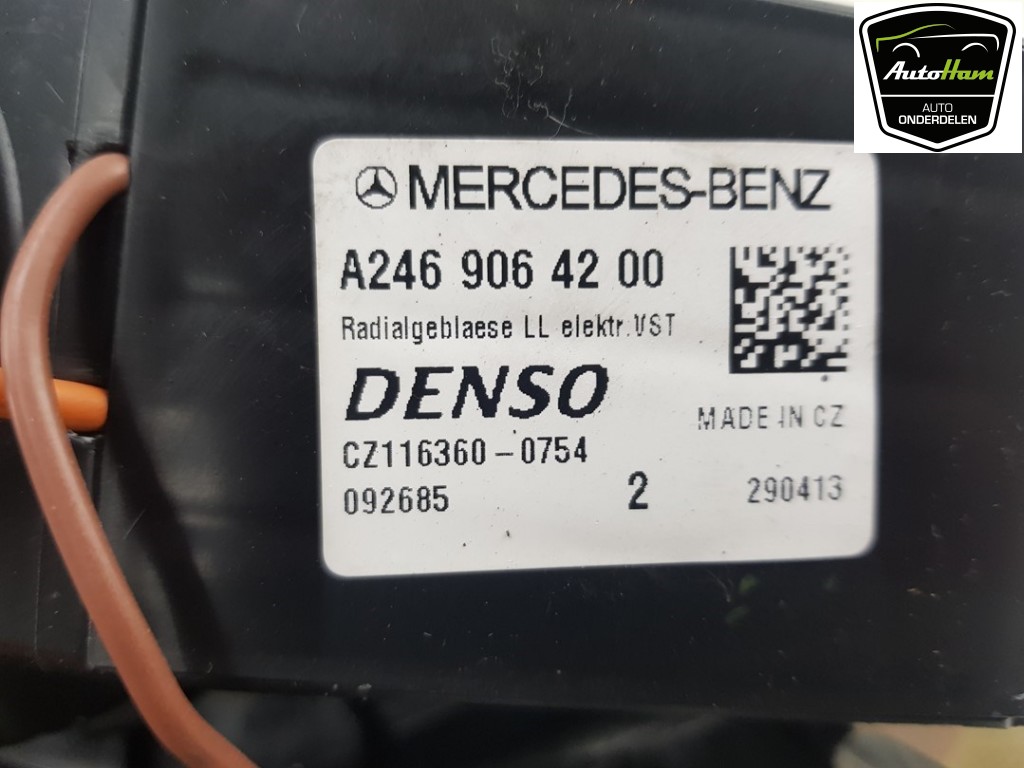 AutoHam
AUTO
ONDERDELEN
MERCEDES-BENZ
A246 906 42 00
Radialgeblaese LL elektr.VST
DENSO
MADE IN CZ
CZ116360-0754
092685 2 290413